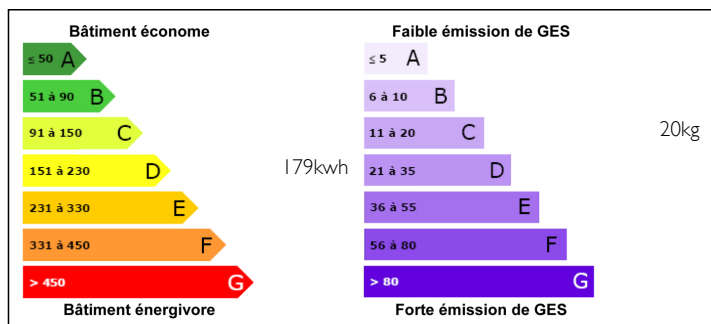 Bâtiment économe
≤ 50 A
51 à 90 B
91 à 150 C
151 à 230 D
231 à 330 E
331 à 450 F
> 450 G
Bâtiment énergivore
179kwh
Faible émission de GES
≤ 5 A
6 à 10 B
11 à 20 C
21 à 35 D
36 à 55 E
56 à 80 F
> 80 G
Forte émission de GES
20kg